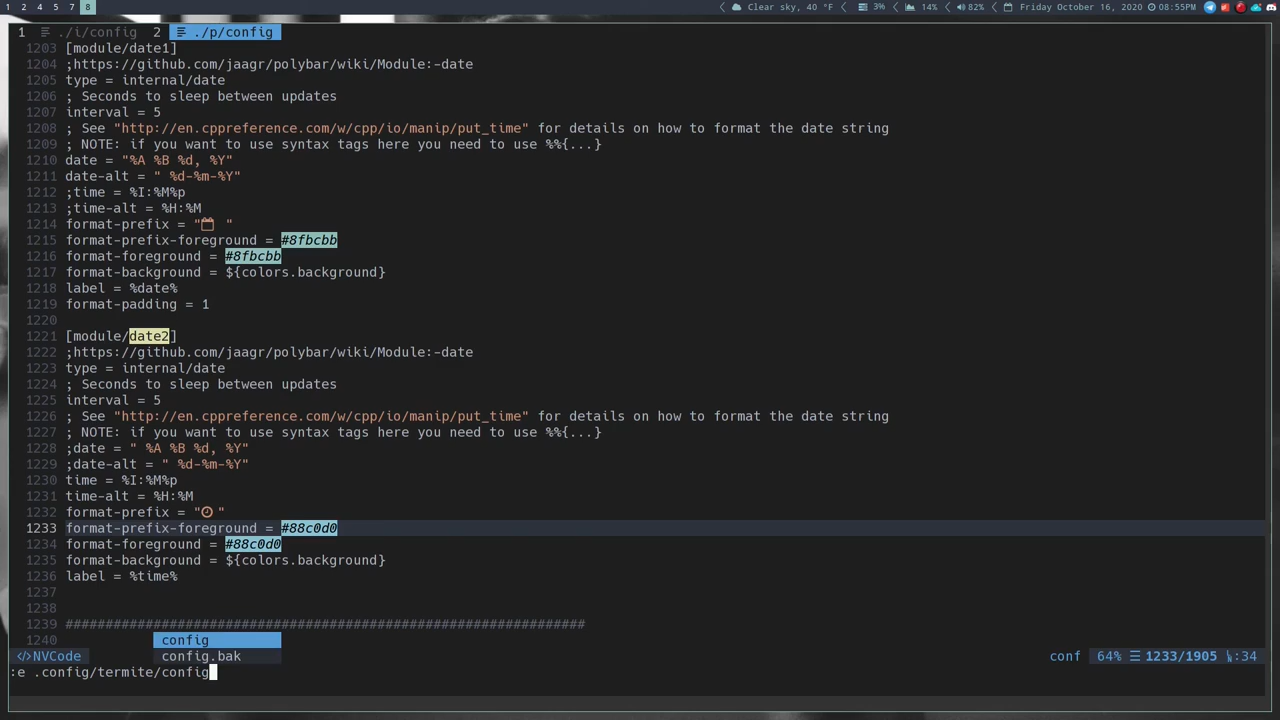 1 2 4 5 7 8 Clear sky, 40 °F 3% 14% 82% Friday October 16, 2020 08:55PM
1 ./i/config 2 ./p/config
1203 [module/date1]
1204 ;https://github.com/jaagr/polybar/wiki/Module:-date
1205 type = internal/date
1206 ; Seconds to sleep between updates
1207 interval = 5
1208 ; See "http://en.cppreference.com/w/cpp/io/manip/put_time" for details on how to format the date string
1209 ; NOTE: if you want to use syntax tags here you need to use %%{...}
1210 date = "%A %B %d, %Y"
1211 date-alt = " %d-%m-%Y"
1212 ;time = %I:%M%p
1213 ;time-alt = %H:%M
1214 format-prefix = " "
1215 format-prefix-foreground = #8fbcbb
1216 format-foreground = #8fbcbb
1217 format-background = ${colors.background}
1218 label = %date%
1219 format-padding = 1
1220
1221 [module/date2]
1222 ;https://github.com/jaagr/polybar/wiki/Module:-date
1223 type = internal/date
1224 ; Seconds to sleep between updates
1225 interval = 5
1226 ; See "http://en.cppreference.com/w/cpp/io/manip/put_time" for details on how to format the date string
1227 ; NOTE: if you want to use syntax tags here you need to use %%{...}
1228 ;date = " %A %B %d, %Y"
1229 ;date-alt = " %d-%m-%Y"
1230 time = %I:%M%p
1231 time-alt = %H:%M
1232 format-prefix = " "
1233 format-prefix-foreground = #88c0d0
1234 format-foreground = #88c0d0
1235 format-background = ${colors.background}
1236 label = %time%
1237
1238
1239 #################################################################
1240 config
</>NVCode config.bak conf 64% ☰ 1233/1905 :34
:e .config/termite/config